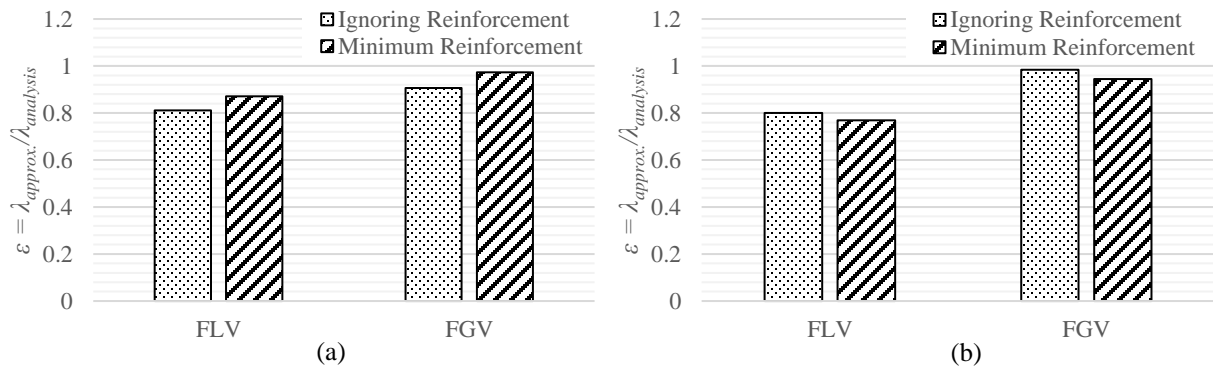 1.2
1
0.8
0.6
0.4
0.2
0
ε = λapprox./λanalysis
Ignoring Reinforcement
Minimum Reinforcement
FLV
FGV
(a)
1.2
1
0.8
0.6
0.4
0.2
0
ε = λapprox./λanalysis
Ignoring Reinforcement
Minimum Reinforcement
FLV
FGV
(b)